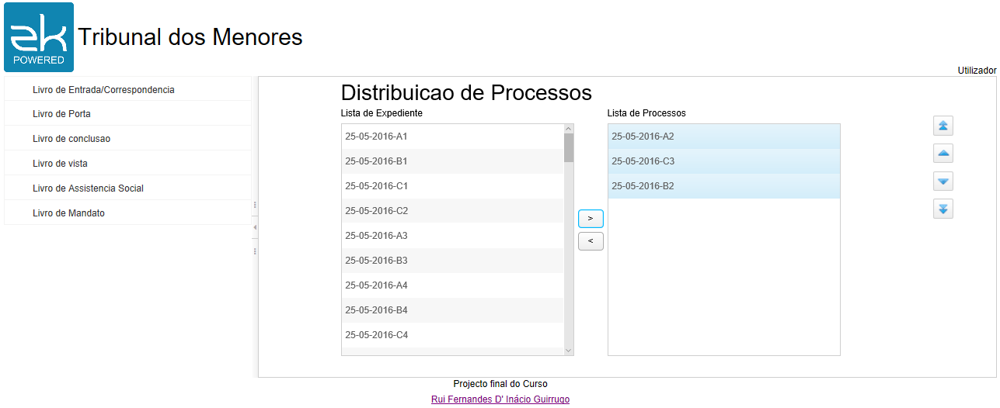 zk
POWERED
Tribunal dos Menores
Utilizador
Livro de Entrada/Correspondencia
Livro de Porta
Livro de conclusao
Livro de vista
Livro de Assistencia Social
Livro de Mandato
Distribuicao de Processos
Lista de Expediente
25-05-2016-A1
25-05-2016-B1
25-05-2016-C1
25-05-2016-C2
25-05-2016-A3
25-05-2016-B3
25-05-2016-A4
25-05-2016-B4
25-05-2016-C4
>
<
Lista de Processos
25-05-2016-A2
25-05-2016-C3
25-05-2016-B2
Projecto final do Curso
Rui Fernandes D' Inácio Guirrugo